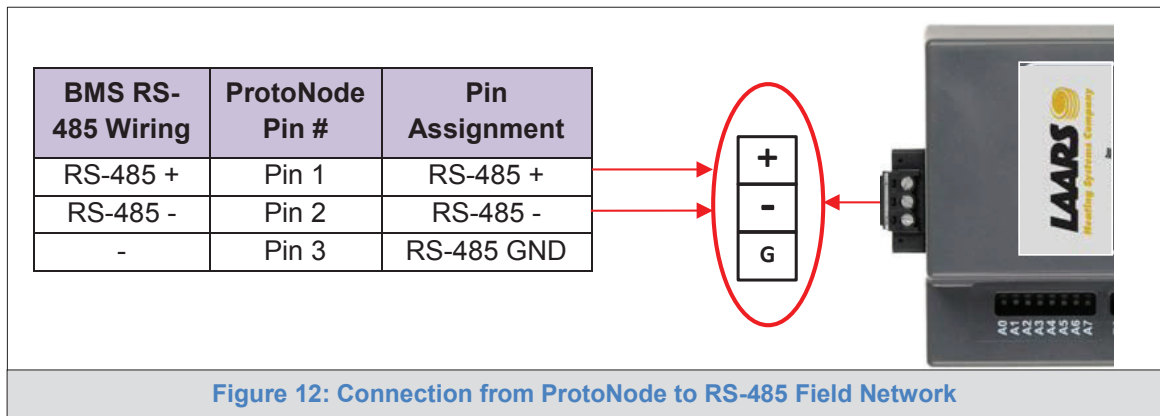 BMS RS-
485 Wiring
ProtoNode
Pin #
Pin
Assignment
RS-485 + Pin 1 RS-485 +
RS-485 - Pin 2 RS-485 -
- Pin 3 RS-485 GND
+
-
G
LAARS
Heating Systems Company
A0
A1
A2
A3
A4
A5
A6
A7
Figure 12: Connection from ProtoNode to RS-485 Field Network